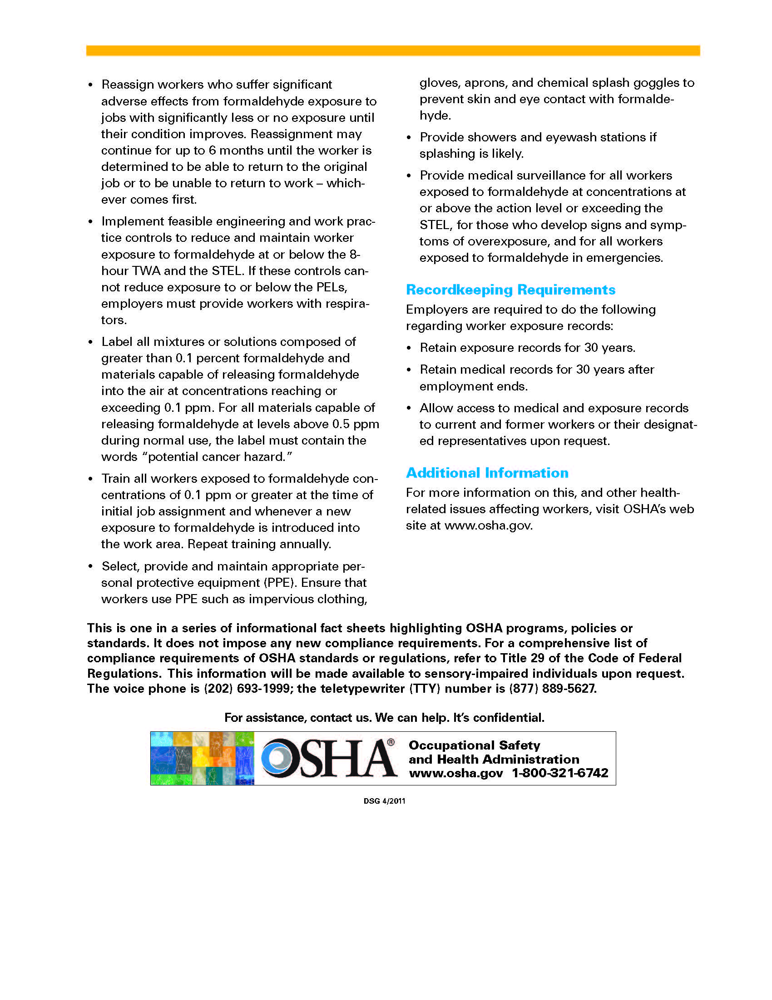 • Reassign workers who suffer significant
adverse effects from formaldehyde exposure to
jobs with significantly less or no exposure until
their condition improves. Reassignment may
continue for up to 6 months until the worker is
determined to be able to return to the original
job or to be unable to return to work – which-
ever comes first.
• Implement feasible engineering and work prac-
tice controls to reduce and maintain worker
exposure to formaldehyde at or below the 8-
hour TWA and the STEL. If these controls can-
not reduce exposure to or below the PELs,
employers must provide workers with respira-
tors.
• Label all mixtures or solutions composed of
greater than 0.1 percent formaldehyde and
materials capable of releasing formaldehyde
into the air at concentrations reaching or
exceeding 0.1 ppm. For all materials capable of
releasing formaldehyde at levels above 0.5 ppm
during normal use, the label must contain the
words “potential cancer hazard.”
• Train all workers exposed to formaldehyde con-
centrations of 0.1 ppm or greater at the time of
initial job assignment and whenever a new
exposure to formaldehyde is introduced into
the work area. Repeat training annually.
• Select, provide and maintain appropriate per-
sonal protective equipment (PPE). Ensure that
workers use PPE such as impervious clothing,
gloves, aprons, and chemical splash goggles to
prevent skin and eye contact with formalde-
hyde.
• Provide showers and eyewash stations if
splashing is likely.
• Provide medical surveillance for all workers
exposed to formaldehyde at concentrations at
or above the action level or exceeding the
STEL, for those who develop signs and symp-
toms of overexposure, and for all workers
exposed to formaldehyde in emergencies.
Recordkeeping Requirements
Employers are required to do the following
regarding worker exposure records:
• Retain exposure records for 30 years.
• Retain medical records for 30 years after
employment ends.
• Allow access to medical and exposure records
to current and former workers or their designat-
ed representatives upon request.
Additional Information
For more information on this, and other health-
related issues affecting workers, visit OSHA’s web
site at www.osha.gov.
This is one in a series of informational fact sheets highlighting OSHA programs, policies or
standards. It does not impose any new compliance requirements. For a comprehensive list of
compliance requirements of OSHA standards or regulations, refer to Title 29 of the Code of Federal
Regulations. This information will be made available to sensory-impaired individuals upon request.
The voice phone is (202) 693-1999; the teletypewriter (TTY) number is (877) 889-5627.
For assistance, contact us. We can help. It’s confidential.
OSHA®
Occupational Safety
and Health Administration
www.osha.gov 1-800-321-6742
DSG 4/2011